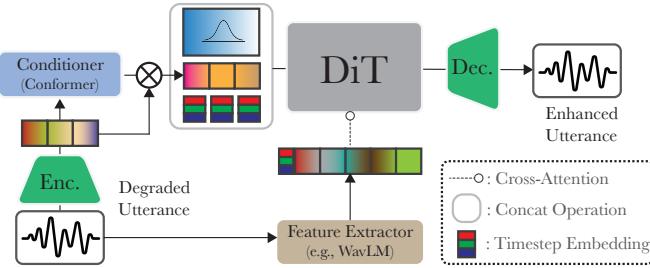 Conditioner
(Conformer)
DiT
Dec.
Enhanced
Utterance
Enc.
Degraded
Utterance
Feature Extractor
(e.g., WavLM)
: Cross-Attention
: Concat Operation
: Timestep Embedding